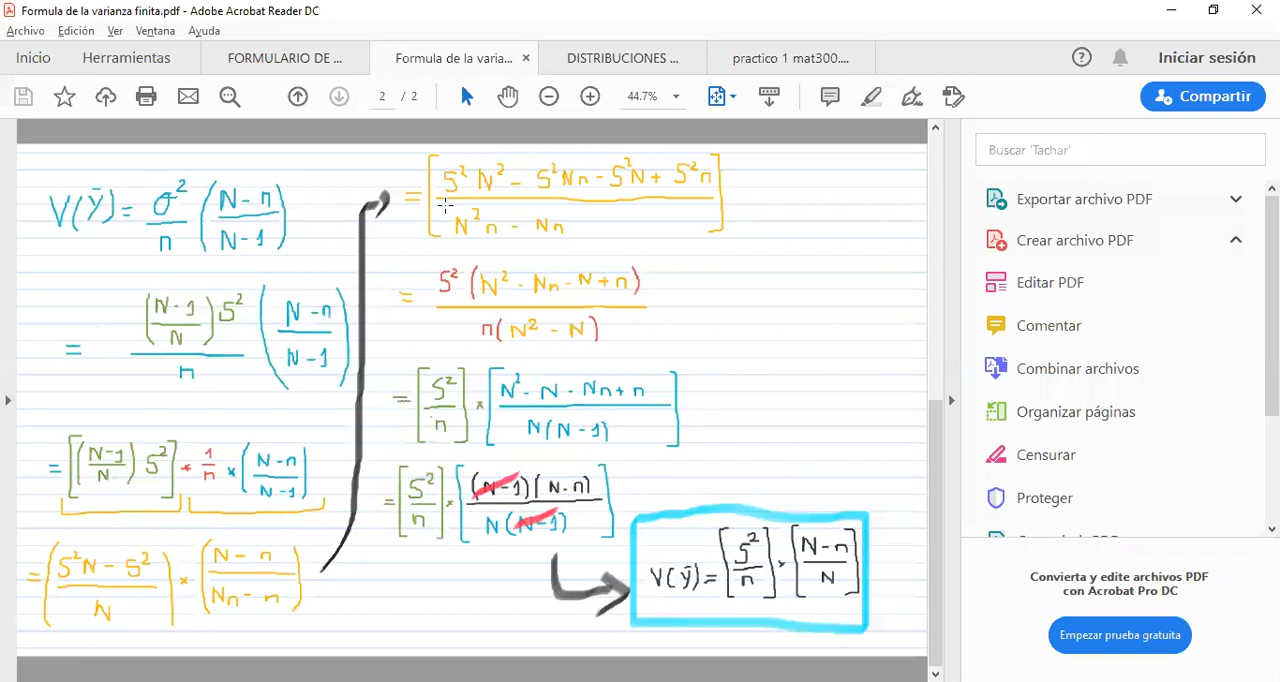 Formula de la varianza finita.pdf - Adobe Acrobat Reader DC
Archivo Edición Ver Ventana Ayuda
Inicio Herramientas FORMULARIO DE ... Formula de la varia... × DISTRIBUCIONES ... practico 1 mat300.... Iniciar sesión
2 / 2 44.7% Compartir
V(ȳ) = σ²/n ((N-n)/(N-1))
= ((N-1)/N)S²/n ((N-n)/(N-1))
= [((N-1)/N) S²] * 1/n * ((N-n)/(N-1))
= ((S²N - S²)/N) * ((N-n)/(Nn-n))
= [(S²N² - S²Nn - S²N + S²n)/(N²n - Nn)]
= S²(N² - Nn - N + n)/n(N² - N)
= [S²/n] * [(N² - N - Nn + n)/N(N-1)]
= [S²/n] * [(N-1)(N-n)/N(N-1)]
V(ȳ) = [S²/n] * [(N-n)/N]
Buscar 'Tachar'
Exportar archivo PDF
Crear archivo PDF
Editar PDF
Comentar
Combinar archivos
Organizar páginas
Censurar
Proteger
Convierta y edite archivos PDF
con Acrobat Pro DC
Empezar prueba gratuita